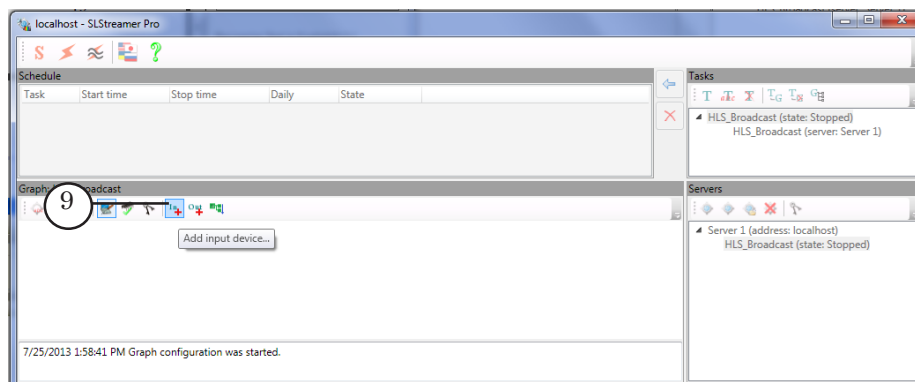 localhost - SLStreamer Pro
Schedule
Task Start time Stop time Daily State
Tasks
HLS_Broadcast (state: Stopped)
HLS_Broadcast (server: Server 1)
Graph:
9
Add input device...
Servers
Server 1 (address: localhost)
HLS_Broadcast (state: Stopped)
7/25/2013 1:58:41 PM Graph configuration was started.